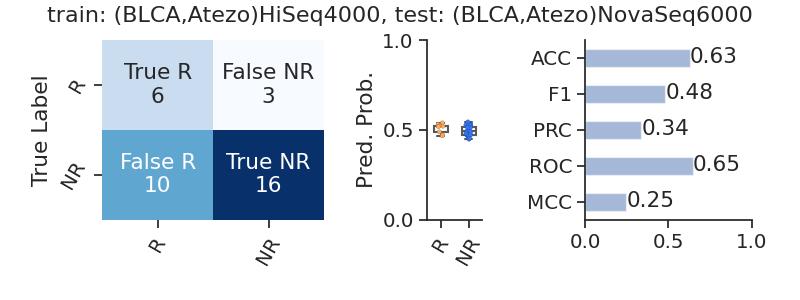 train: (BLCA,Atezo)HiSeq4000, test: (BLCA,Atezo)NovaSeq6000
True Label
R
NR
True R
6
False NR
3
False R
10
True NR
16
R
NR
Pred. Prob.
1.0
0.5
0.0
R
NR
ACC
0.63
F1
0.48
PRC
0.34
ROC
0.65
MCC
0.25
0.0
0.5
1.0